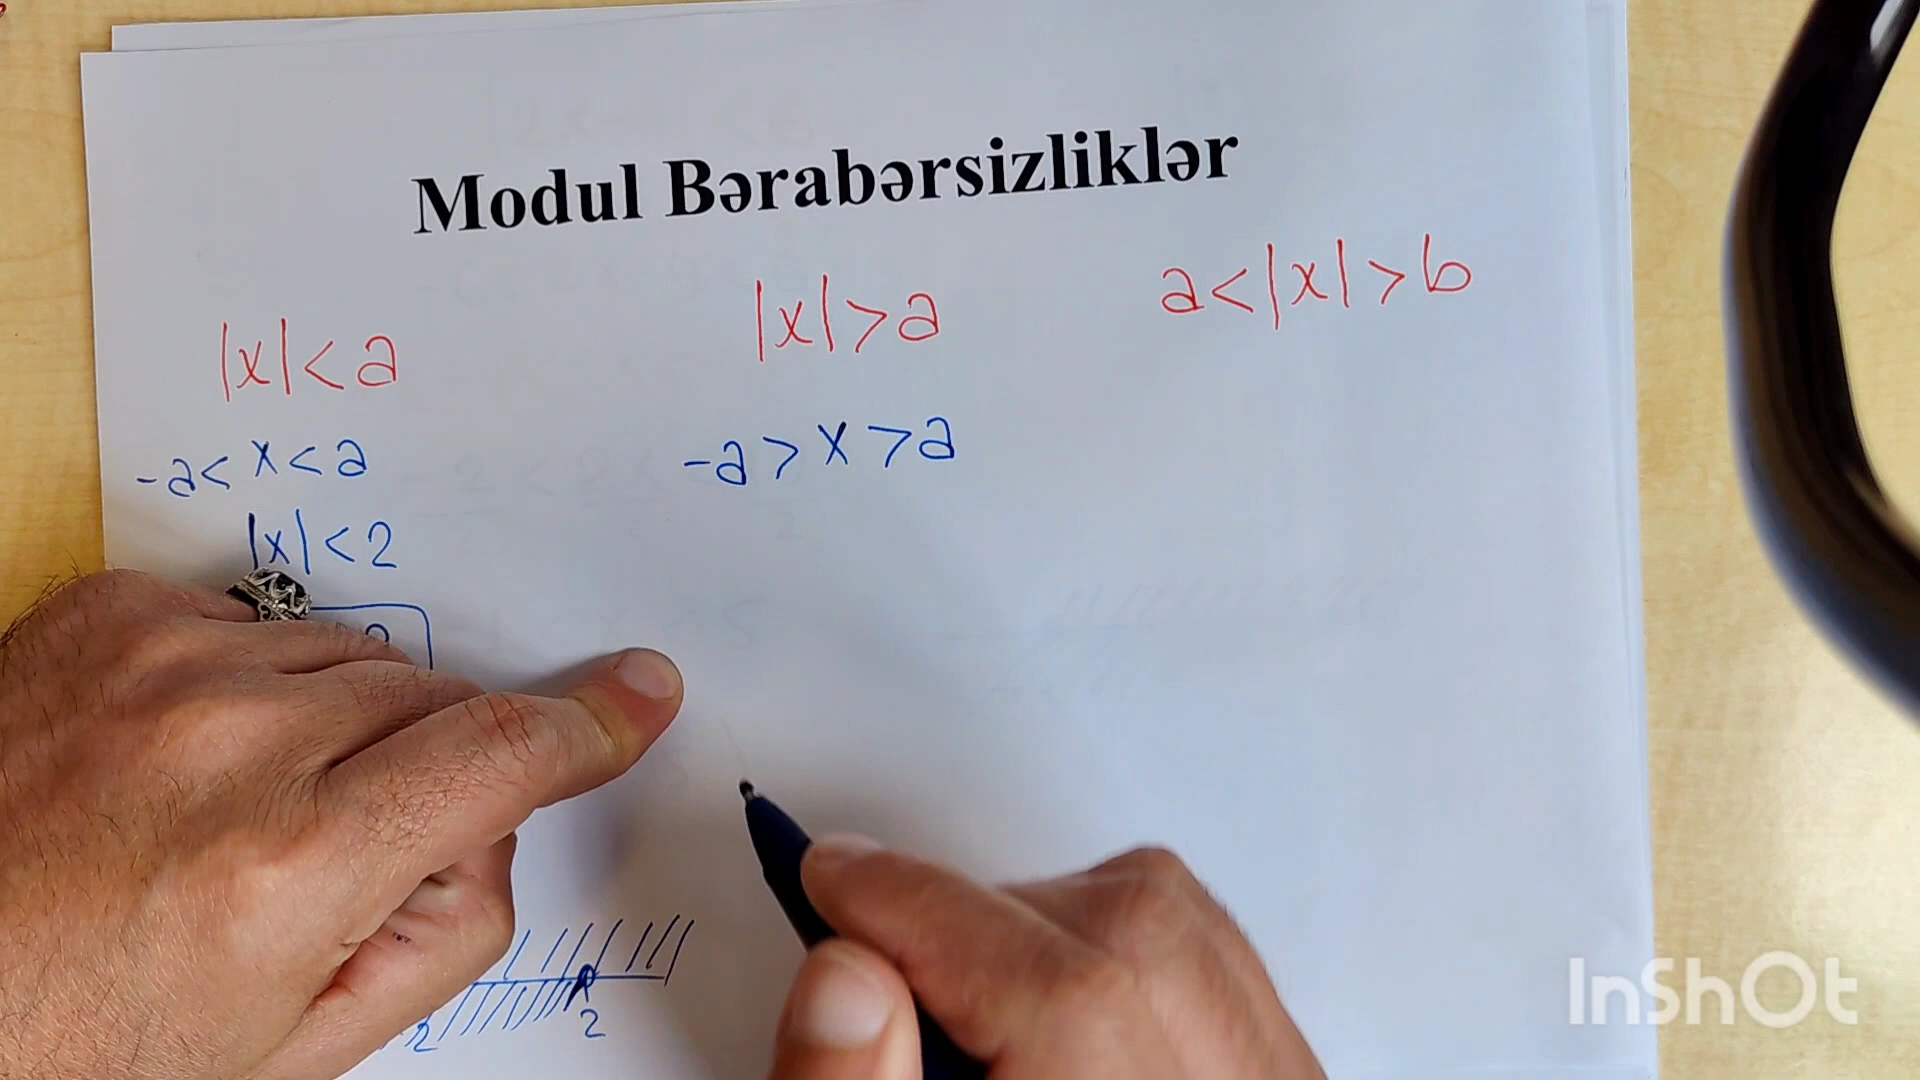 Modul Bərabərsizliklər
|x|<a
|x|>a
a<|x|>b
-a<x<a
-a>x>a
|x|<2
2
2
InShOt